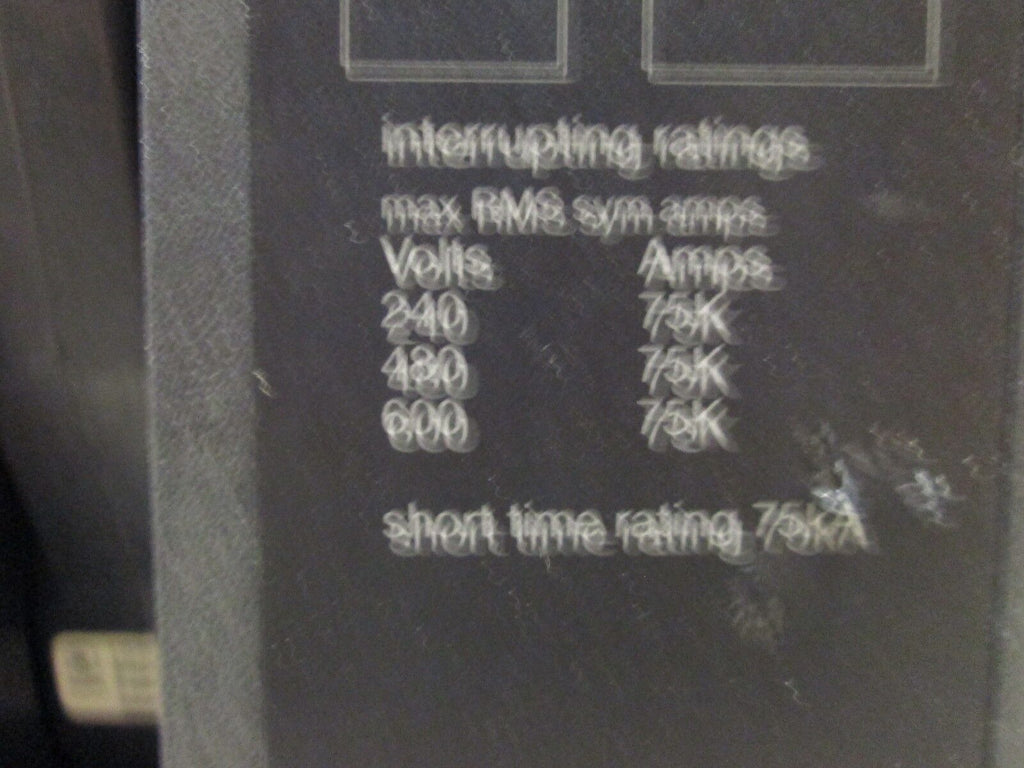 interrupting ratings
max RMS sym amps
Volts Amps
240 75K
480 75K
600 75K
short time rating 75kA